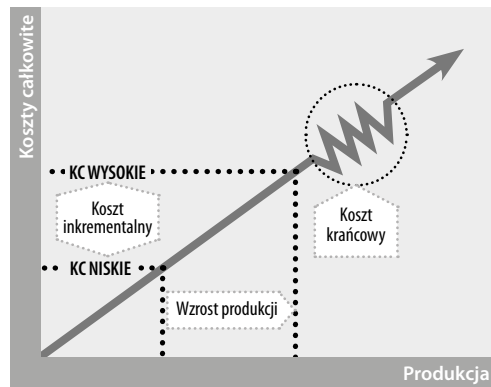 Koszty całkowite
KC WYSOKIE
Koszt
inkrementalny
KC NISKIE
Koszt
krańcowy
Wzrost produkcji
Produkcja